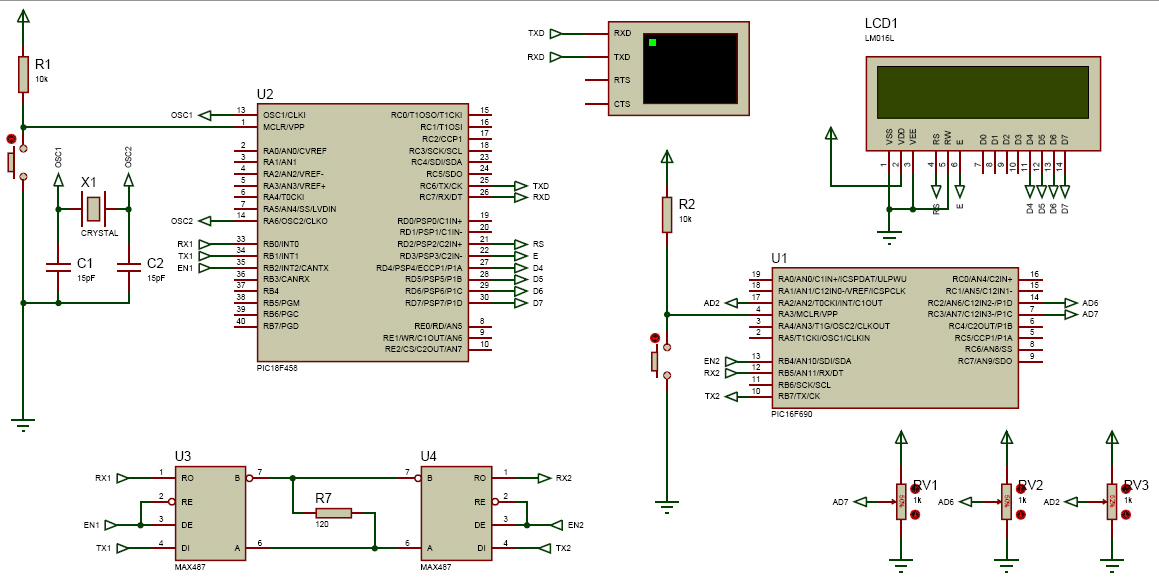 R1
10k
OSC1
OSC2
X1
CRYSTAL
C1
15pF
C2
15pF
U2
OSC1
13
OSC1/CLKI
RC0/T1OSO/T1CKI
15
1
MCLR/VPP
RC1/T1OSI
16
RC2/CCP1
17
2
RA0/AN0/CVREF
RC3/SCK/SCL
18
3
RA1/AN1
RC4/SDI/SDA
23
4
RA2/AN2/VREF-
RC5/SDO
24
5
RA3/AN3/VREF+
RC6/TX/CK
25
TXD
6
RA4/T0CKI
RC7/RX/DT
26
RXD
7
RA5/AN4/SS/LVDIN
OSC2
14
RA6/OSC2/CLKO
RD0/PSP0/C1IN+
19
RD1/PSP1/C1IN-
20
RX1
33
RB0/INT0
RD2/PSP2/C2IN+
21
RS
TX1
34
RB1/INT1
RD3/PSP3/C2IN-
22
E
EN1
35
RB2/INT2/CANTX
RD4/PSP4/ECCP1/P1A
27
D4
36
RB3/CANRX
RD5/PSP5/P1B
28
D5
37
RB4
RD6/PSP6/P1C
29
D6
38
RB5/PGM
RD7/PSP7/P1D
30
D7
39
RB6/PGC
40
RB7/PGD
RE0/RD/AN5
8
RE1/WR/C1OUT/AN6
9
RE2/CS/C2OUT/AN7
10
PIC18F458
TXD
RXD
RXD
TXD
RTS
CTS
LCD1
LM016L
VSS
VDD
VEE
RS
RW
E
D0
D1
D2
D3
D4
D5
D6
D7
1
2
3
4
5
6
7
8
9
10
11
12
13
14
RS
E
D4
D5
D6
D7
R2
10k
U1
19
RA0/AN0/C1IN+/ICSPDAT/ULPWU
RC0/AN4/C2IN+
16
18
RA1/AN1/C12IN0-/VREF/ICSPCLK
RC1/AN5/C12IN1-
15
AD2
17
RA2/AN2/T0CKI/INT/C1OUT
RC2/AN6/C12IN2-/P1D
14
AD6
4
RA3/MCLR/VPP
RC3/AN7/C12IN3-/P1C
7
AD7
3
RA4/AN3/T1G/OSC2/CLKOUT
RC4/C2OUT/P1B
6
2
RA5/T1CKI/OSC1/CLKIN
RC5/CCP1/P1A
5
RC6/AN8/SS
8
EN2
13
RB4/AN10/SDI/SDA
RC7/AN9/SDO
9
RX2
12
RB5/AN11/RX/DT
11
RB6/SCK/SCL
TX2
10
RB7/TX/CK
PIC16F690
U3
RX1
1
RO
B
7
2
RE
EN1
3
DE
TX1
4
DI
A
6
MAX487
R7
120
U4
7
B
RO
1
RX2
RE
2
DE
3
EN2
6
A
DI
4
TX2
MAX487
AD7
50%
RV1
1k
AD6
50%
RV2
1k
AD2
52%
RV3
1k